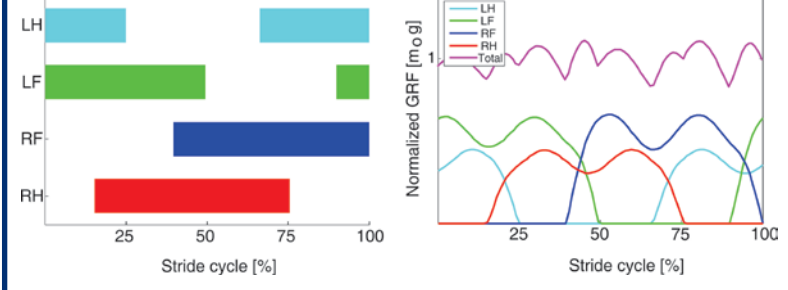 LH
LF
RF
RH
25 50 75 100
Stride cycle [%]
Normalized GRF [m₀g]
1
LH
LF
RF
RH
Total
25 50 75 100
Stride cycle [%]